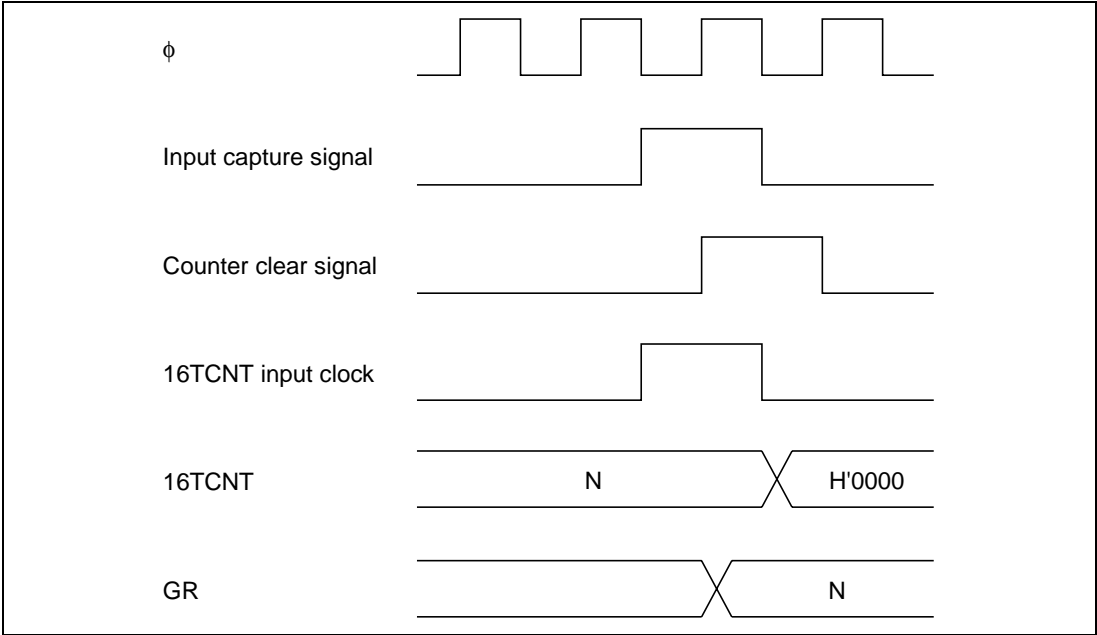 ϕ
Input capture signal
Counter clear signal
16TCNT input clock
16TCNT N H'0000
GR N